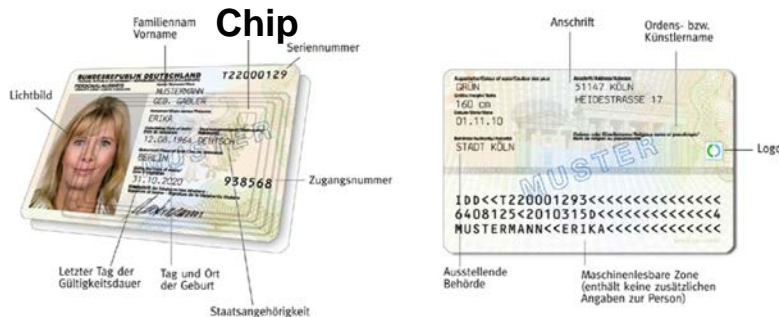 Familiennam
Vorname
Chip
Seriennummer
Lichtbild
BUNDESREPUBLIK DEUTSCHLAND
T22000129
PERSONALAUSWEIS
MUSTERMANN
GEB. GABLER
ERIKA
12.08.1964 DEUTSCH
BERLIN
31.10.2020
938568
MUSTER
Zugangsnummer
Letzter Tag der
Gültigkeitsdauer
Tag und Ort
der Geburt
Staatsangehörigkeit
Anschrift
Ordens- bzw.
Künstlername
GRÜN
160 cm
01.11.10
STADT KÖLN
51147 KÖLN
HEIDESTRASSE 17
MUSTER
Logo
IDD<<T220001293<<<<<<<<<<<<<<<
6408125<2010315D<<<<<<<<<<<<<4
MUSTERMANN<<ERIKA<<<<<<<<<<<<<
Ausstellende
Behörde
Maschinenlesbare Zone
(enthält keine zusätzlichen
Angaben zur Person)